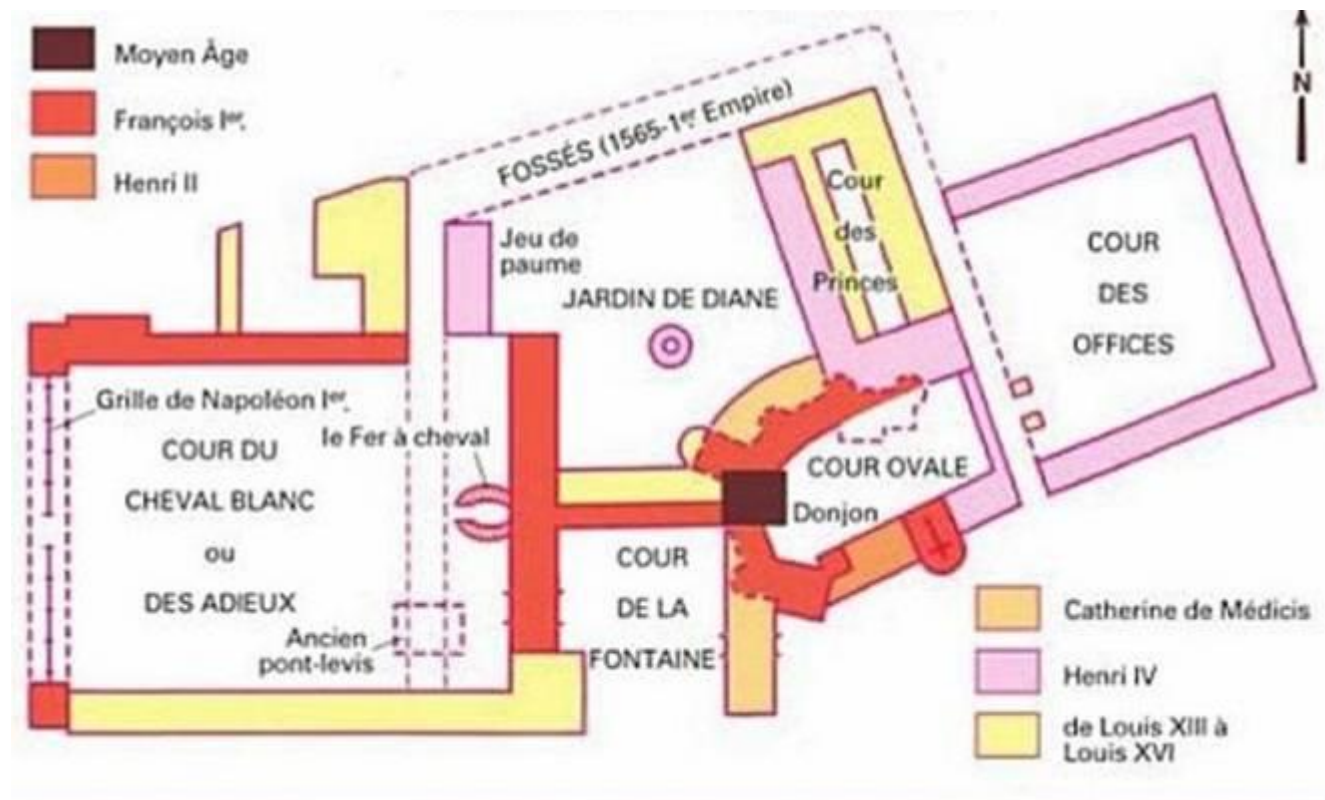 Moyen Âge
François Ier.
Henri II
FOSSÉS (1565-1er Empire)
N
Cour
des
Princes
COUR
DES
OFFICES
Jeu de
paume
JARDIN DE DIANE
Grille de Napoléon Ier.
le Fer à cheval
COUR DU
CHEVAL BLANC
ou
DES ADIEUX
COUR OVALE
Donjon
COUR
DE LA
FONTAINE
Ancien
pont-levis
Catherine de Médicis
Henri IV
de Louis XIII à
Louis XVI